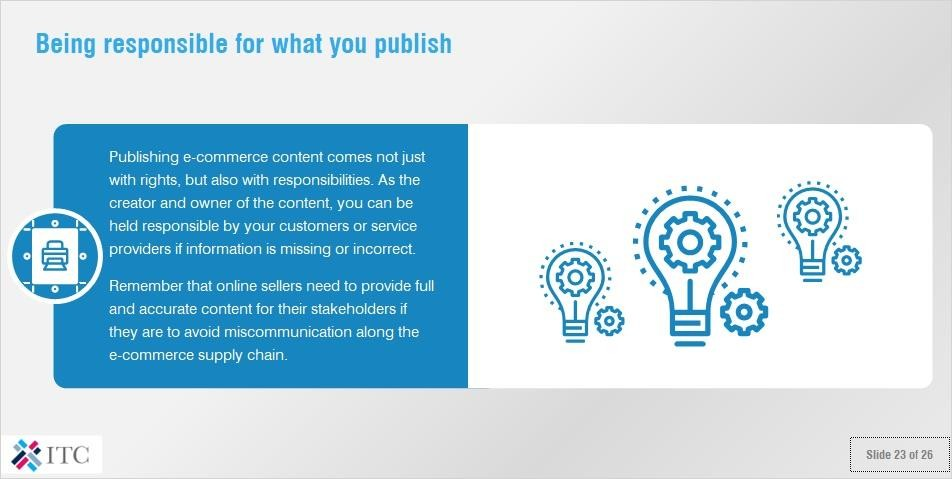 Being responsible for what you publish
Publishing e-commerce content comes not just
with rights, but also with responsibilities. As the
creator and owner of the content, you can be
held responsible by your customers or service
providers if information is missing or incorrect.
Remember that online sellers need to provide full
and accurate content for their stakeholders if
they are to avoid miscommunication along the
e-commerce supply chain.
ITC
Slide 23 of 26